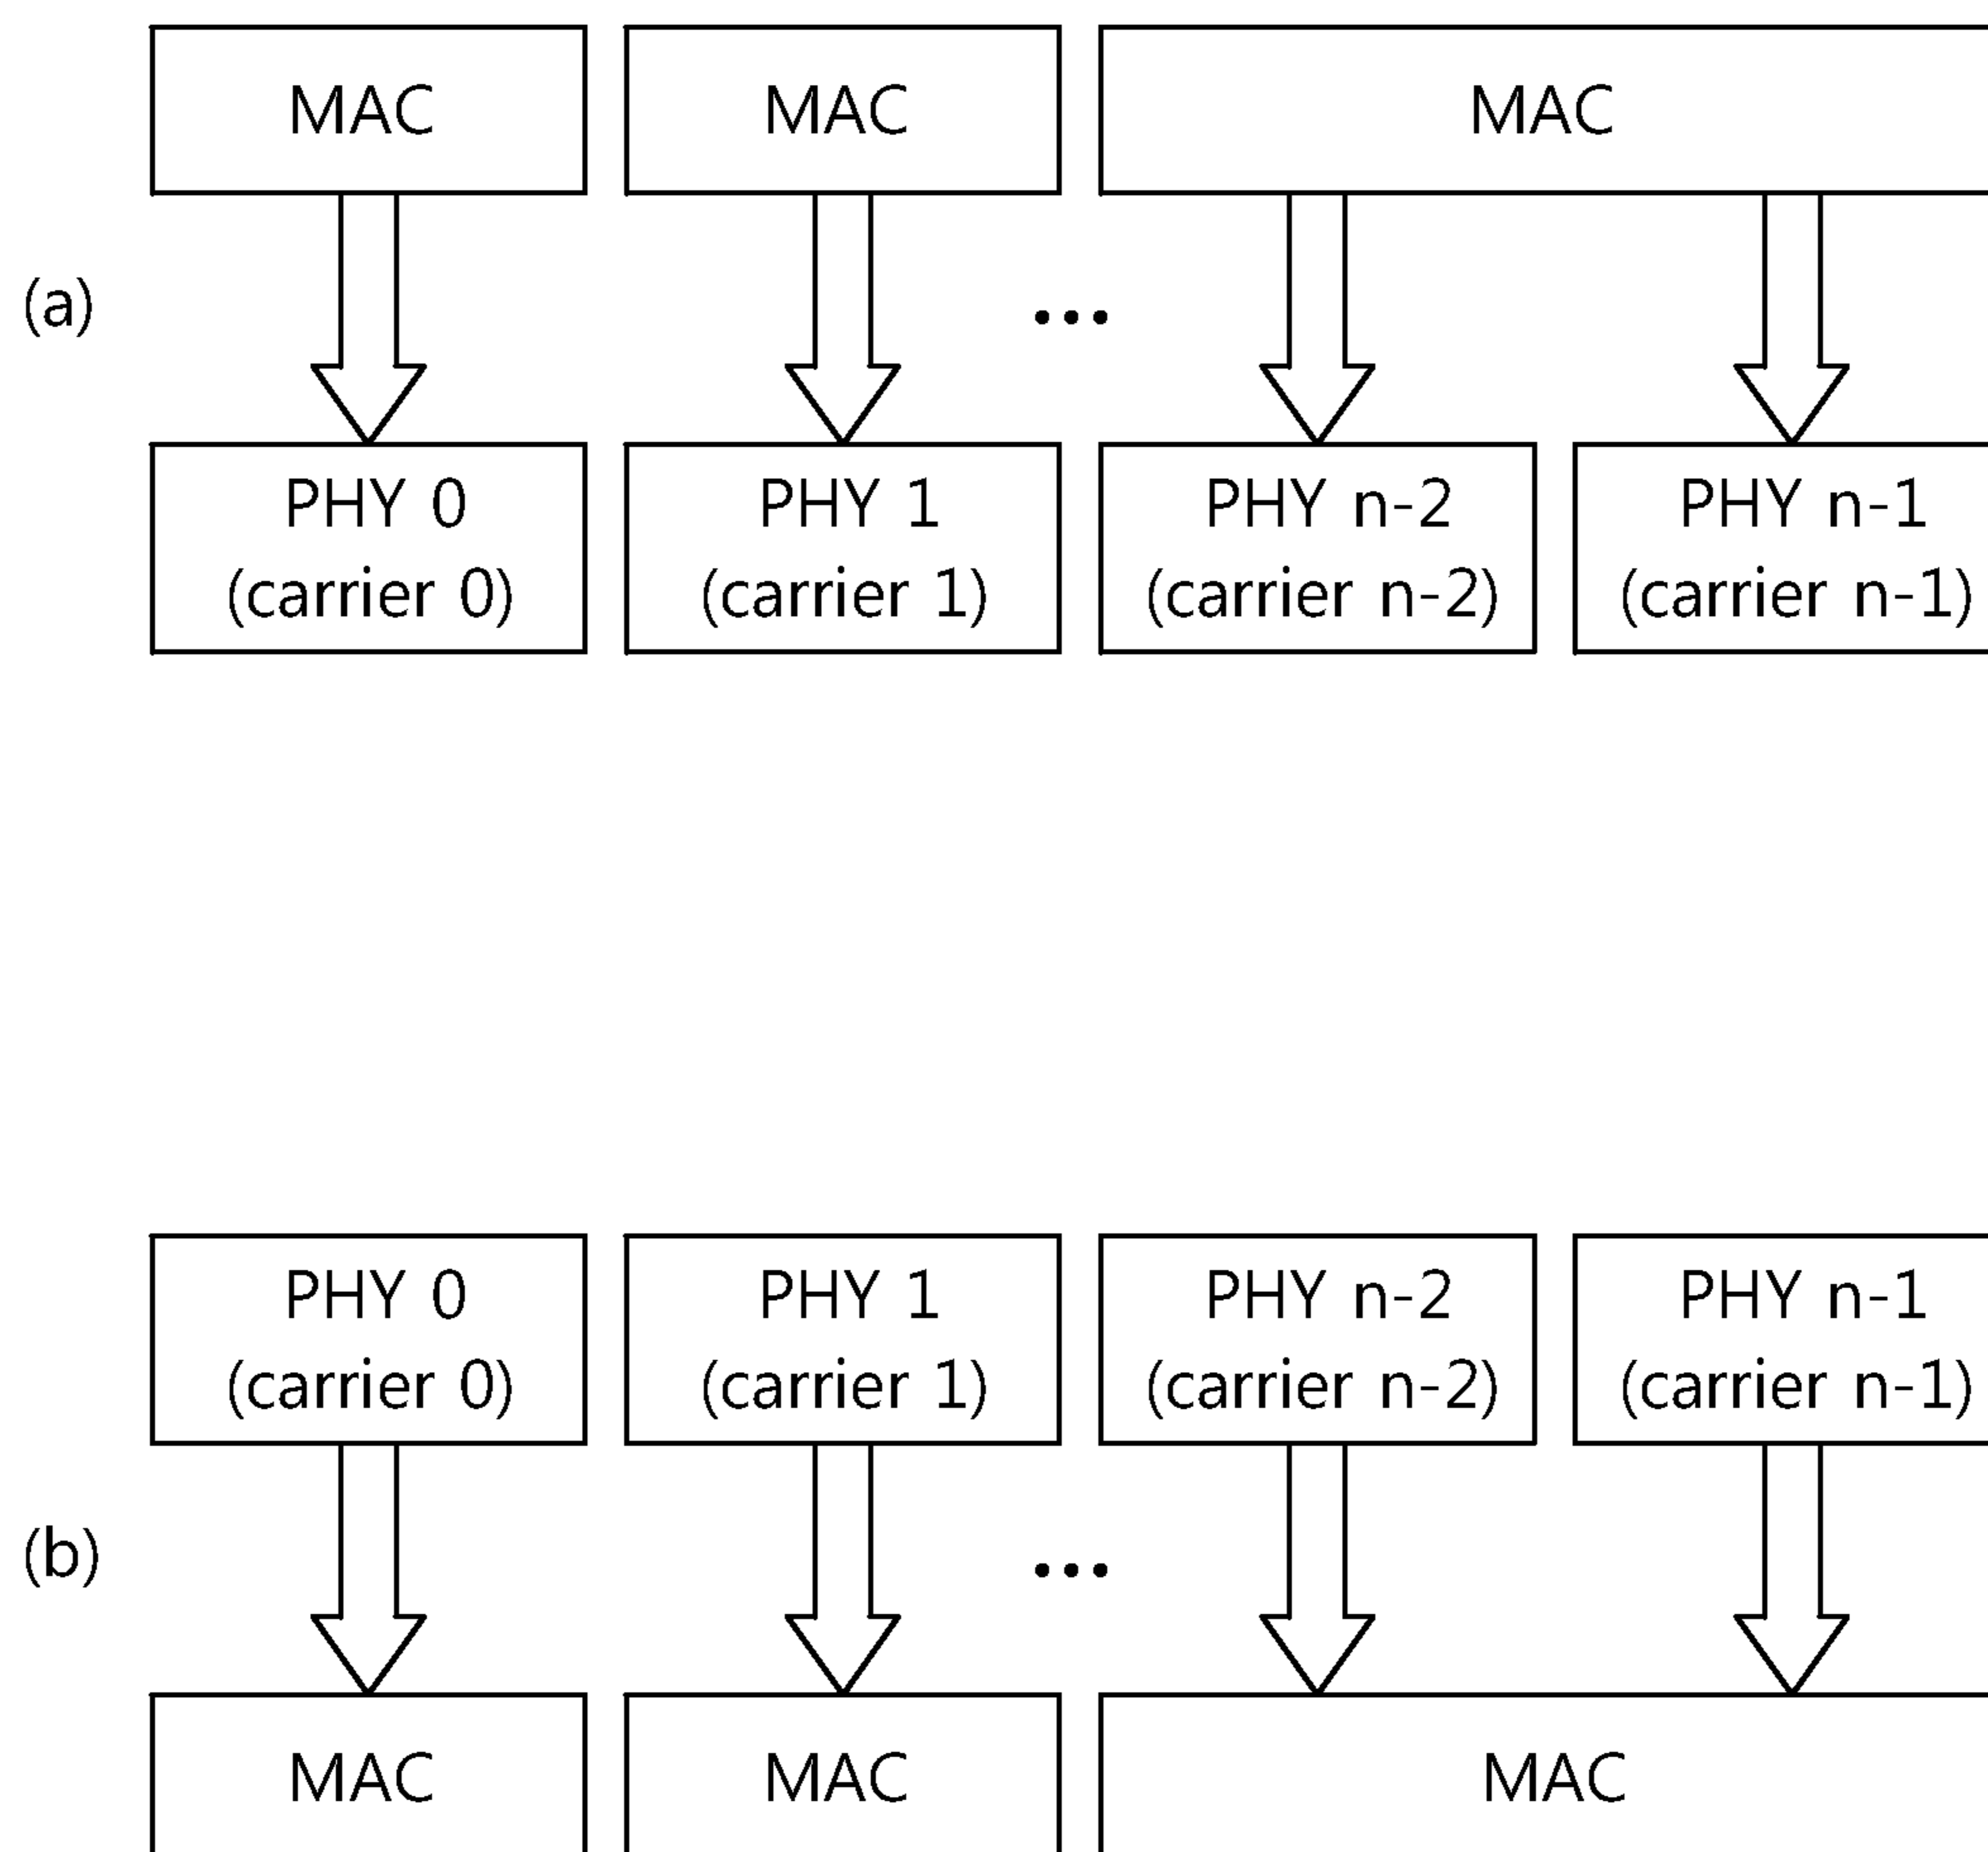 MAC MAC MAC
(a)
...
PHY 0 PHY 1 PHY n-2 PHY n-1
(carrier 0) (carrier 1) (carrier n-2) (carrier n-1)
PHY 0 PHY 1 PHY n-2 PHY n-1
(carrier 0) (carrier 1) (carrier n-2) (carrier n-1)
(b)
...
MAC MAC MAC